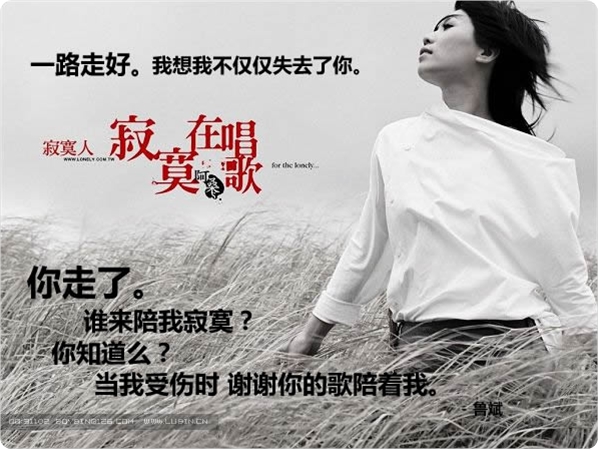 一路走好。我想我不仅仅失去了你。
寂寞在唱歌
寂寞人
WWW.LONELY.COM.TW
阿桑
for the lonely...
你走了。
谁来陪我寂寞？
你知道么？
当我受伤时 谢谢你的歌陪着我。
鲁斌